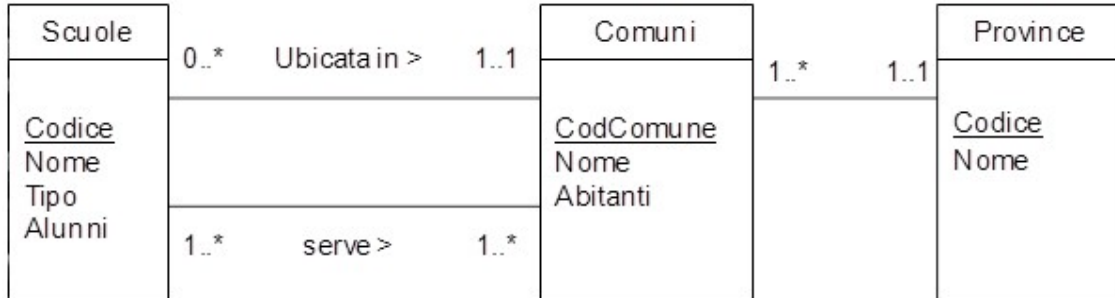 Scuole
Codice
Nome
Tipo
Alunni
0..* Ubicata in > 1..1
1..* serve > 1..*
Comuni
CodComune
Nome
Abitanti
1..* 1..1
Province
Codice
Nome